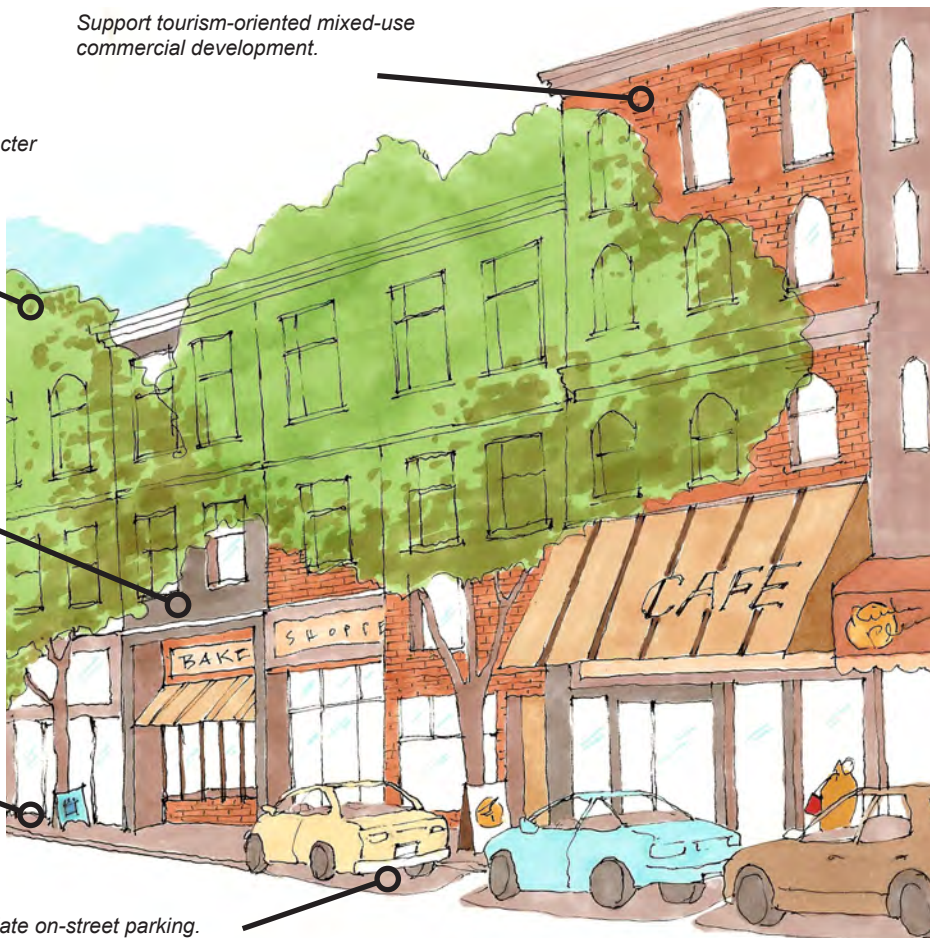 Support tourism-oriented mixed-use
commercial development.
cter
CAFE
BAKE
SHOPPE
ate on-street parking.